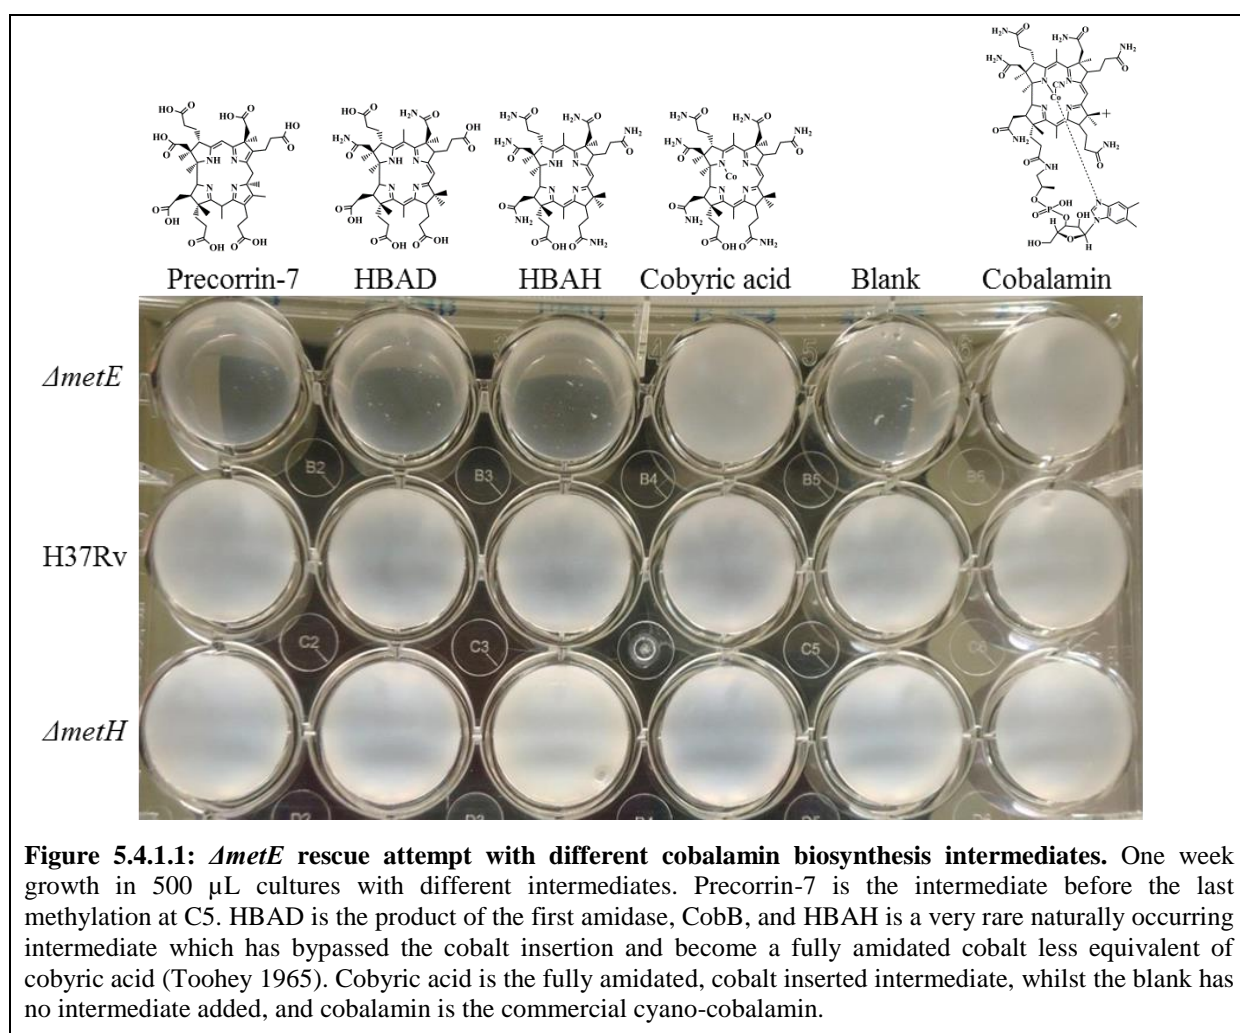 Precorrin-7 HBAD HBAH Cobyric acid Blank Cobalamin
ΔmetE
B2 B3 B4 B5 B6
H37Rv
C2 C3 C5 C6
ΔmetH
Figure 5.4.1.1: ΔmetE rescue attempt with different cobalamin biosynthesis intermediates. One week
growth in 500 µL cultures with different intermediates. Precorrin-7 is the intermediate before the last
methylation at C5. HBAD is the product of the first amidase, CobB, and HBAH is a very rare naturally occurring
intermediate which has bypassed the cobalt insertion and become a fully amidated cobalt less equivalent of
cobyric acid (Toohey 1965). Cobyric acid is the fully amidated, cobalt inserted intermediate, whilst the blank has
no intermediate added, and cobalamin is the commercial cyano-cobalamin.